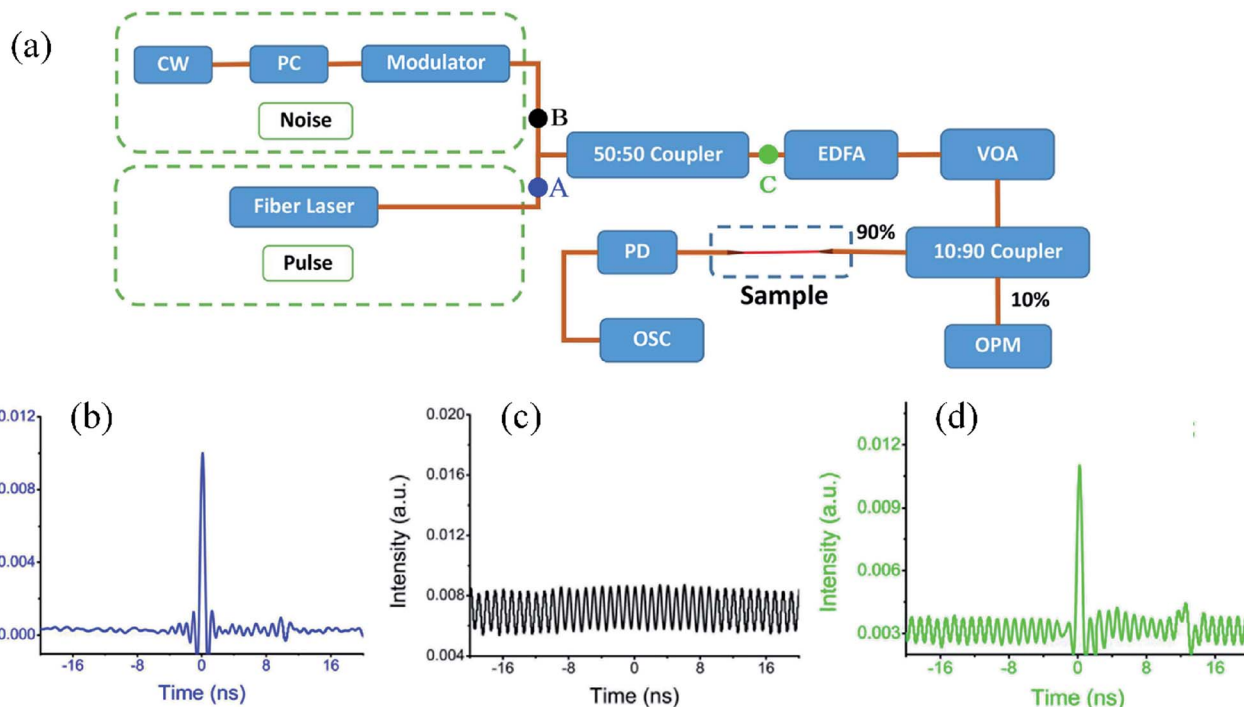 (a)
CW
PC
Modulator
Noise
B
50:50 Coupler
C
EDFA
VOA
A
Fiber Laser
Pulse
PD
Sample
90%
10:90 Coupler
10%
OSC
OPM
(b)
0.012
0.008
0.004
0.000
-16 -8 0 8 16
Time (ns)
(c)
Intensity (a.u.)
0.020
0.016
0.012
0.008
0.004
-16 -8 0 8 16
Time (ns)
(d)
Intensity (a.u.)
0.012
0.009
0.006
0.003
-16 -8 0 8 16
Time (ns)